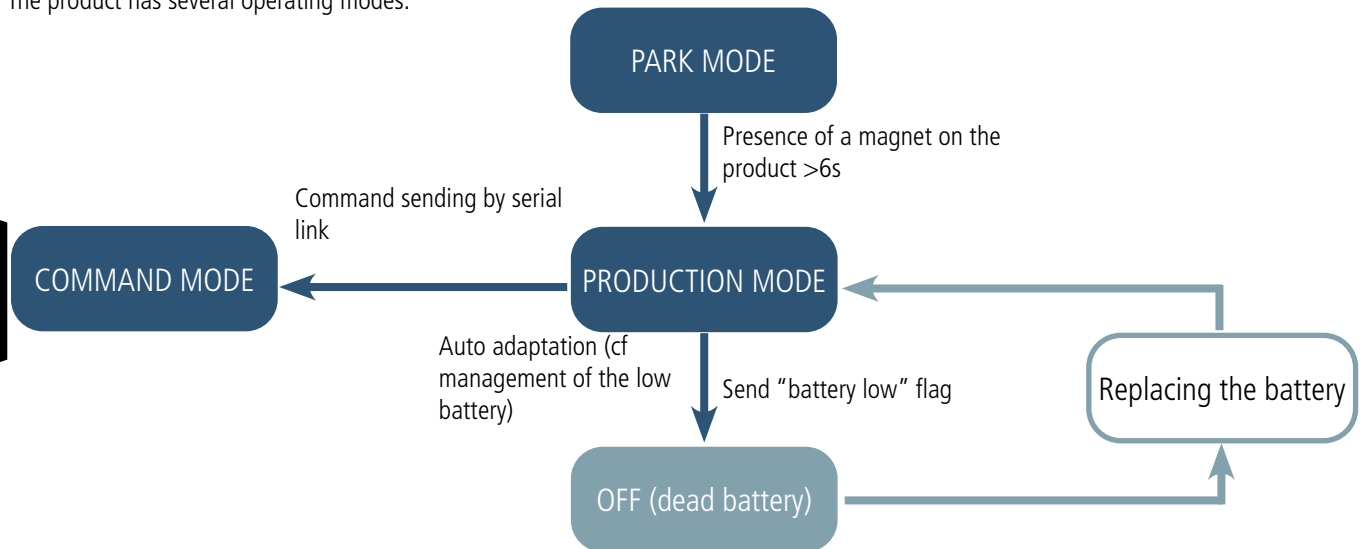 The product has several operating modes.
PARK MODE
Presence of a magnet on the
product >6s
Command sending by serial
link
COMMAND MODE
PRODUCTION MODE
Auto adaptation (cf
management of the low
battery)
Send “battery low” flag
Replacing the battery
OFF (dead battery)